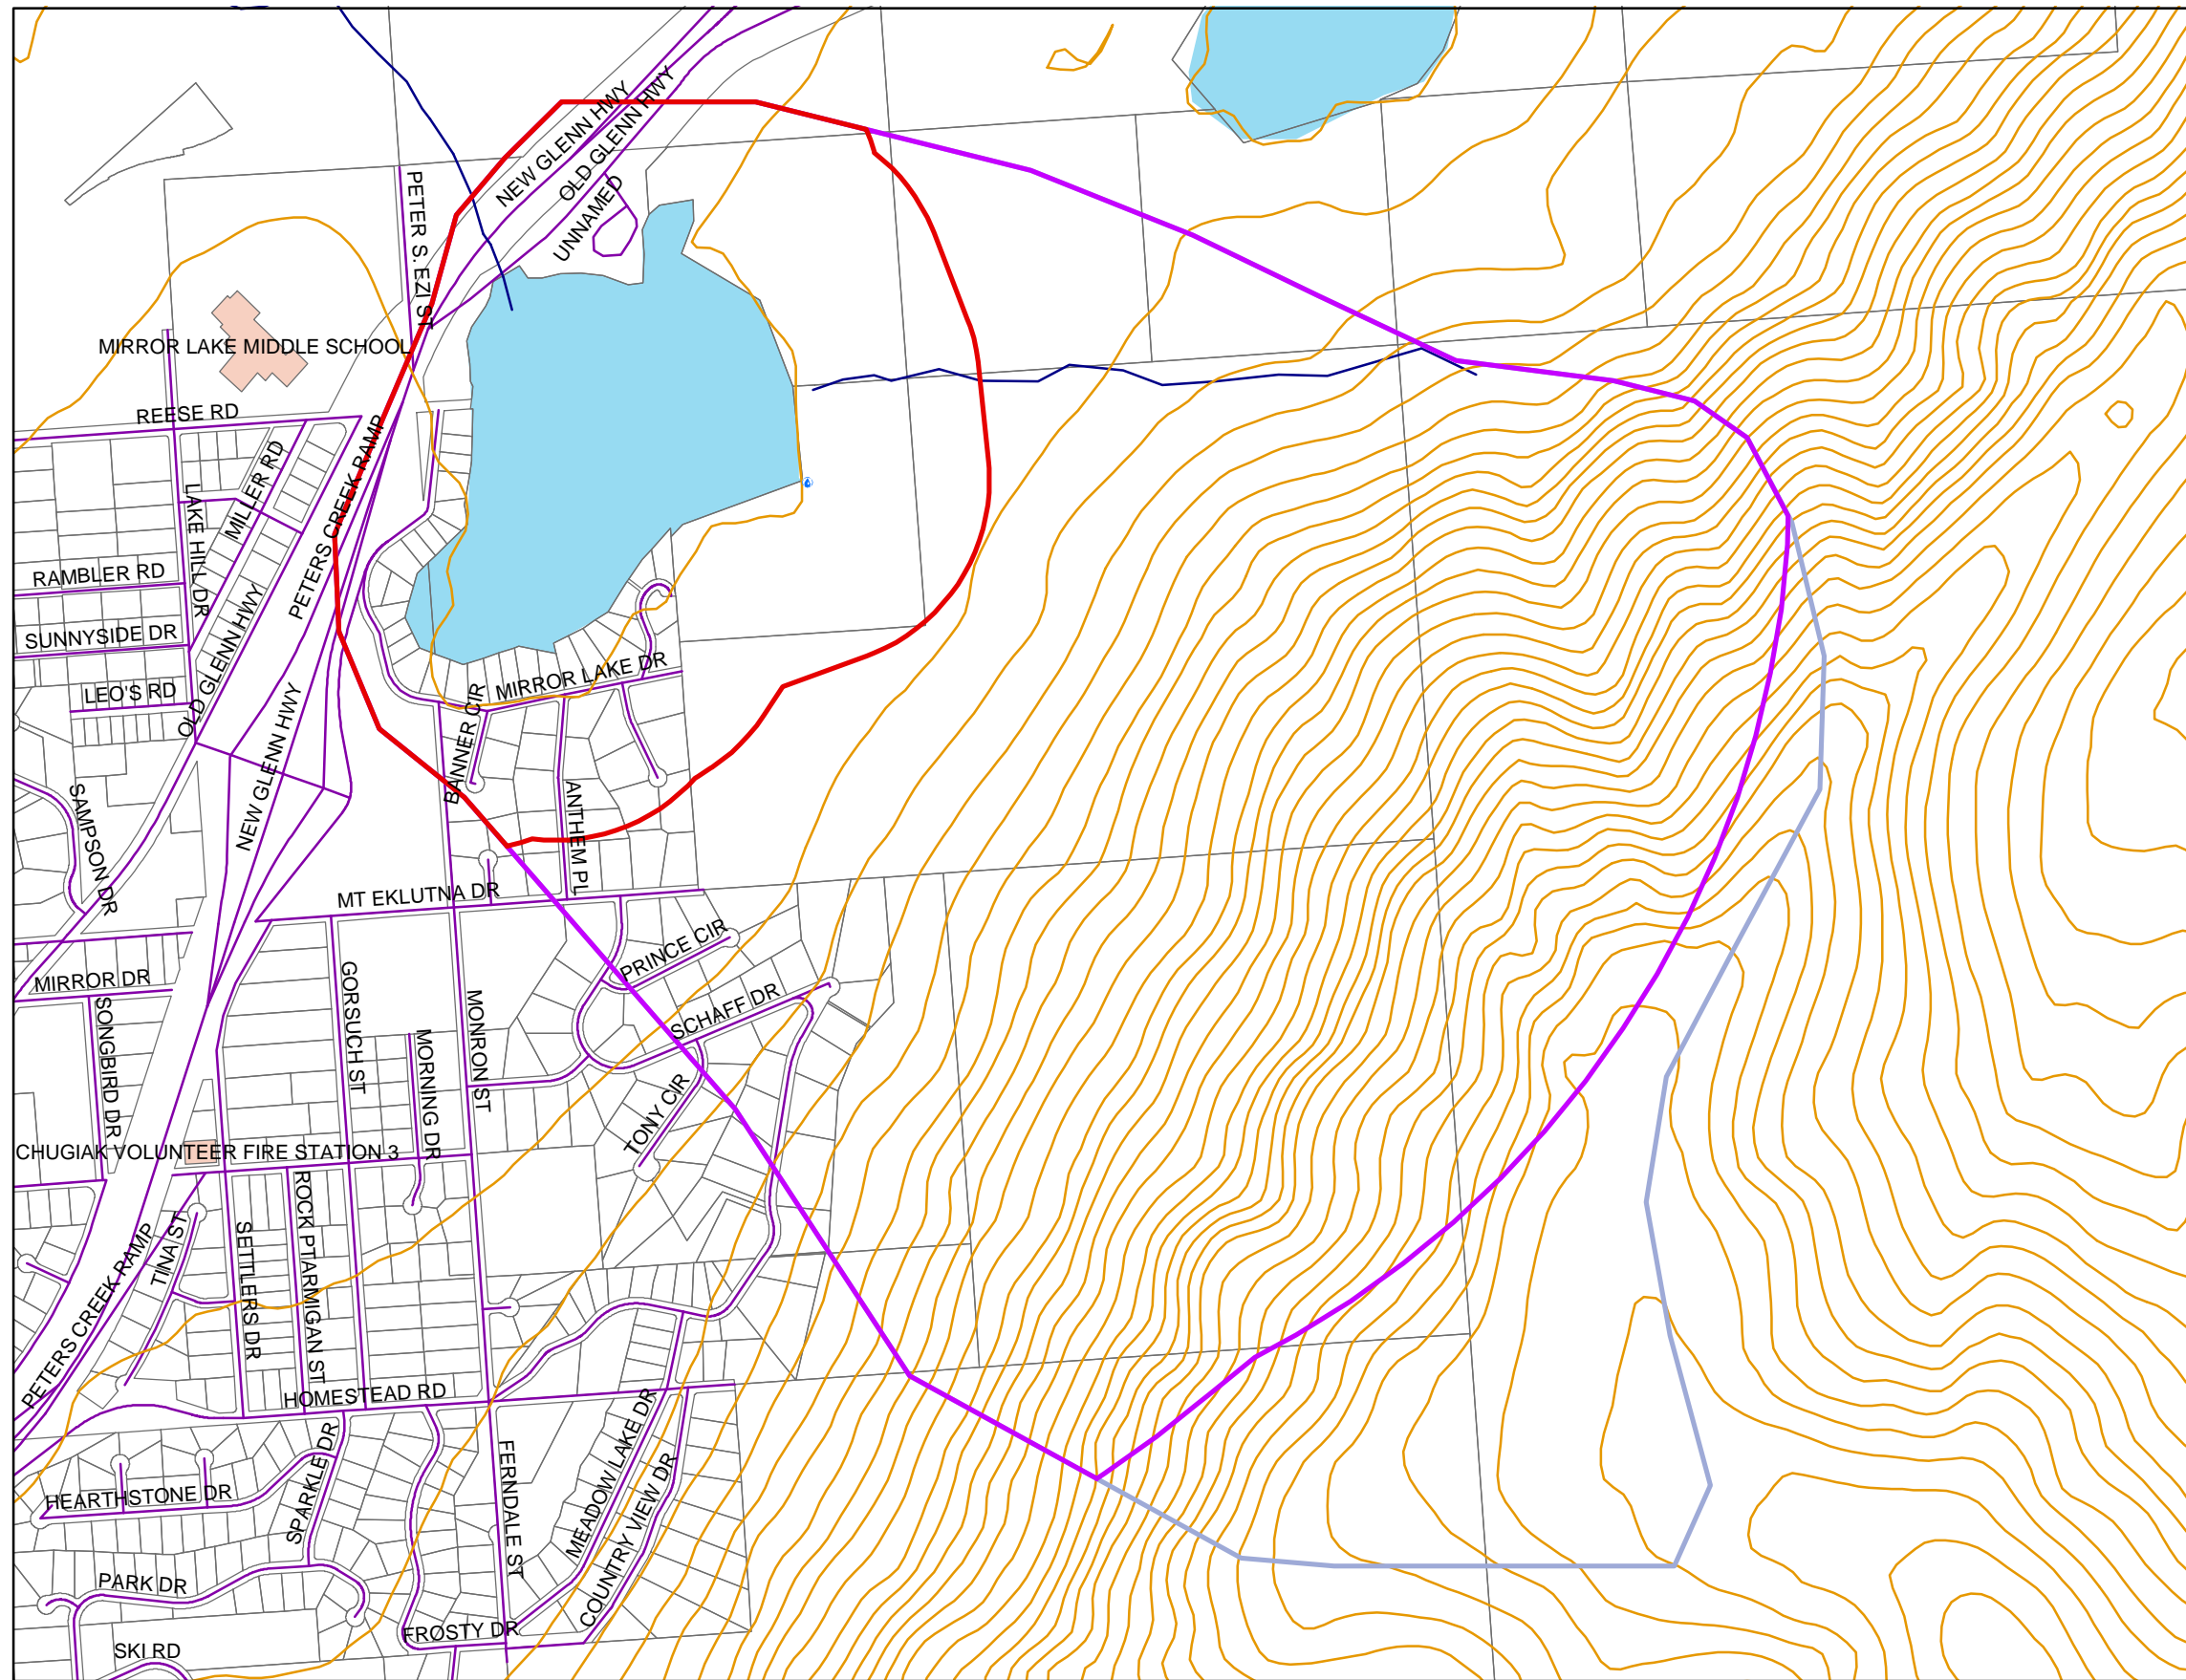 NEW GLENN HWY
OLD GLENN HWY
UNNAMED
PETER S. EZI ST
MIRROR LAKE MIDDLE SCHOOL
REESE RD
PETERS CREEK RAMP
MILLER RD
LAKE HILL DR
RAMBLER RD
SUNNYSIDE DR
OLD GLENN HWY
LEO'S RD
MIRROR LAKE DR
BANNER CIR
NEW GLENN HWY
SAMPSON DR
ANTHEM PL
MT EKLUTNA DR
PRINCE CIR
MIRROR DR
SCHAFF DR
SONGBIRD DR
GORSUCH ST
MORNING DR
MONRON ST
TONY CIR
CHUGIAK VOLUNTEER FIRE STATION 3
PETERS CREEK RAMP
TINA ST
SETTLERS DR
ROCK PTARMIGAN ST
HOMESTEAD RD
MEADOW LAKE DR
COUNTRY VIEW DR
FERNDALE ST
SPARKLE DR
HEARTHSTONE DR
PARK DR
FROSTY DR
SKI RD